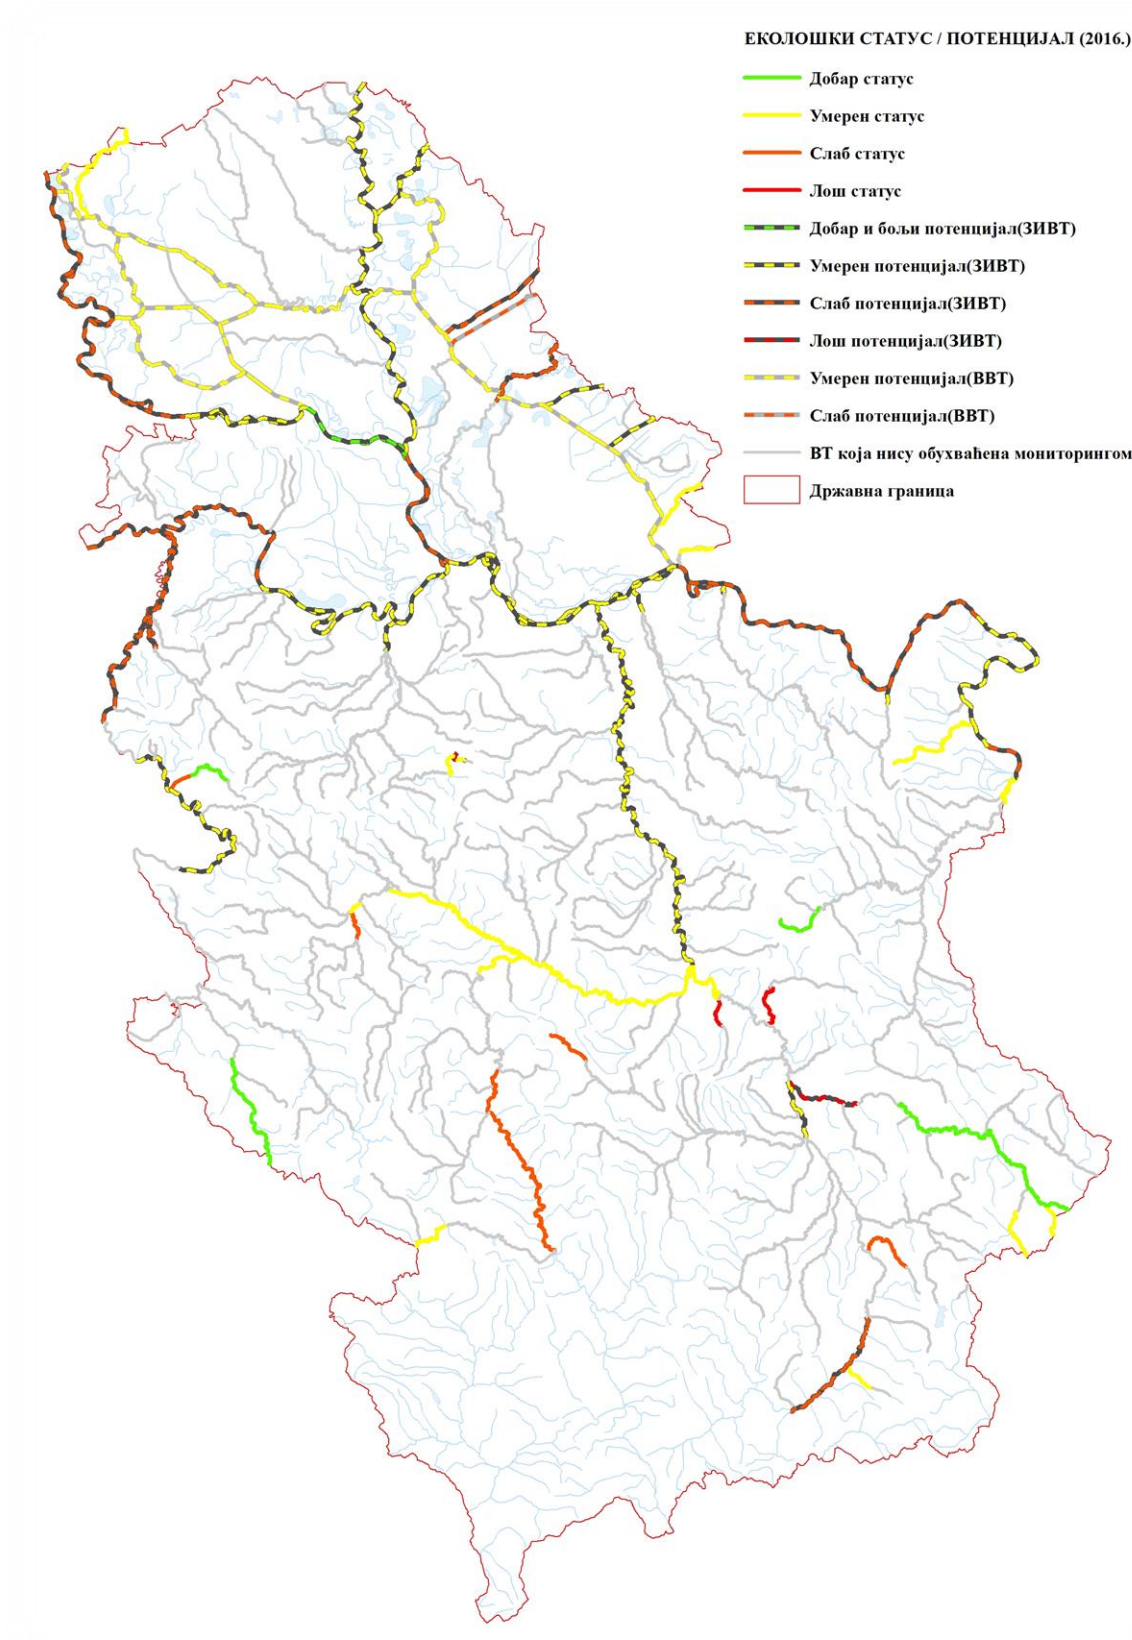 ЕКОЛОШКИ СТАТУС / ПОТЕНЦИЈАЛ (2016.)
Добар статус
Умерен статус
Слаб статус
Лош статус
Добар и бољи потенцијал(ЗИВТ)
Умерен потенцијал(ЗИВТ)
Слаб потенцијал(ЗИВТ)
Лош потенцијал(ЗИВТ)
Умерен потенцијал(ВВТ)
Слаб потенцијал(ВВТ)
ВТ која нису обухваћена мониторингом
Државна граница